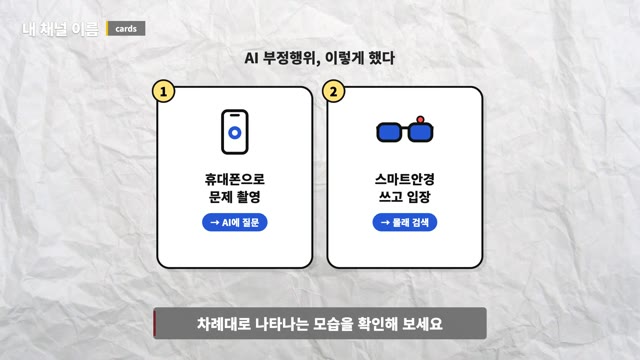 내 채널 이름
cards
AI 부정행위, 이렇게 했다
1
휴대폰으로
문제 촬영
→ AI에 질문
2
스마트안경
쓰고 입장
→ 몰래 검색
차례대로 나타나는 모습을 확인해 보세요